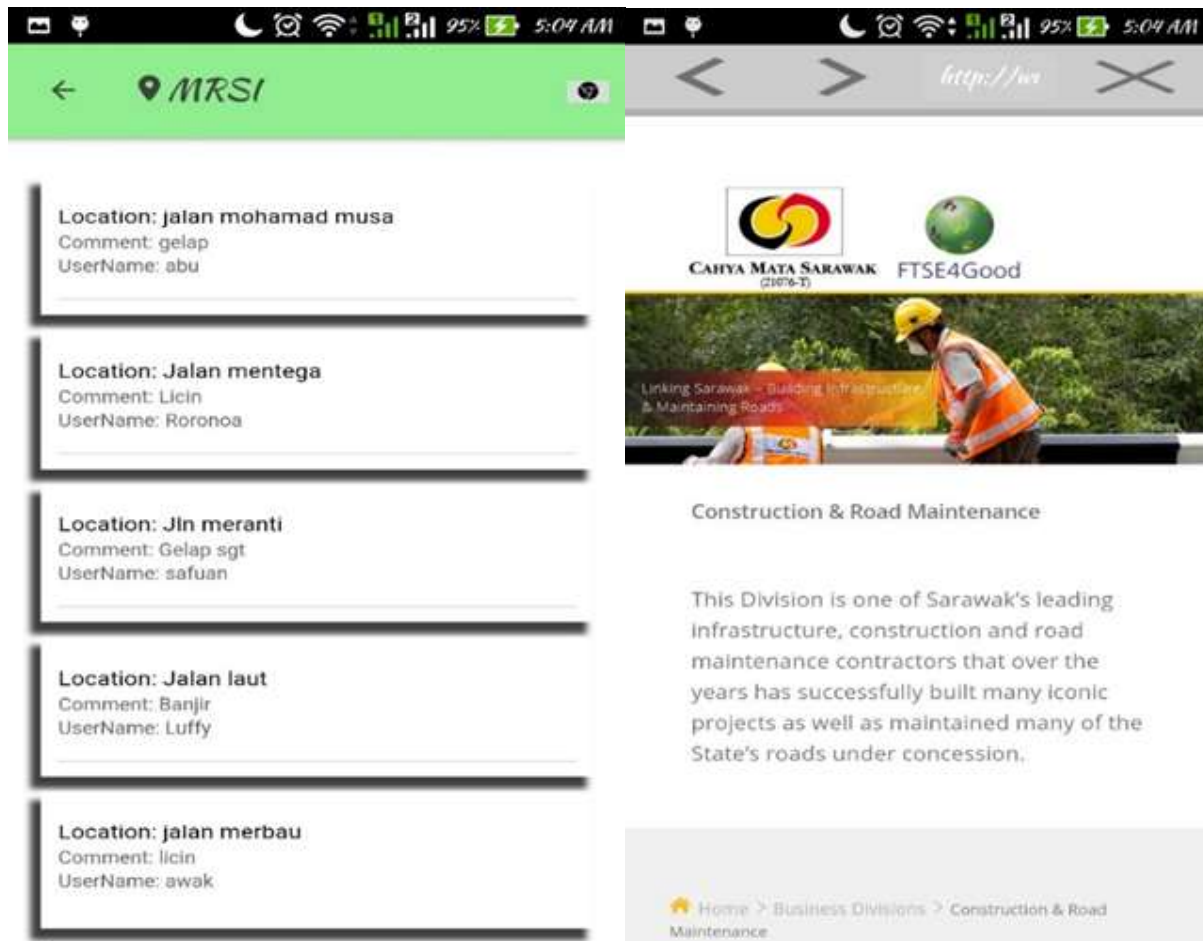 95% 5:04 AM
MRSI
Location: jalan mohamad musa
Comment: gelap
UserName: abu
Location: Jalan mentega
Comment: Licin
UserName: Roronoa
Location: Jln meranti
Comment: Gelap sgt
UserName: safuan
Location: Jalan laut
Comment: Banjir
UserName: Luffy
Location: jalan merbau
Comment: licin
UserName: awak
95% 5:04 AM
http://w
CAHYA MATA SARAWAK
(21076-T)
FTSE4Good
Linking Sarawak – Building Infrastructure
& Maintaining Roads
Construction & Road Maintenance
This Division is one of Sarawak's leading
infrastructure, construction and road
maintenance contractors that over the
years has successfully built many iconic
projects as well as maintained many of the
State's roads under concession.
Home > Business Divisions > Construction & Road
Maintenance